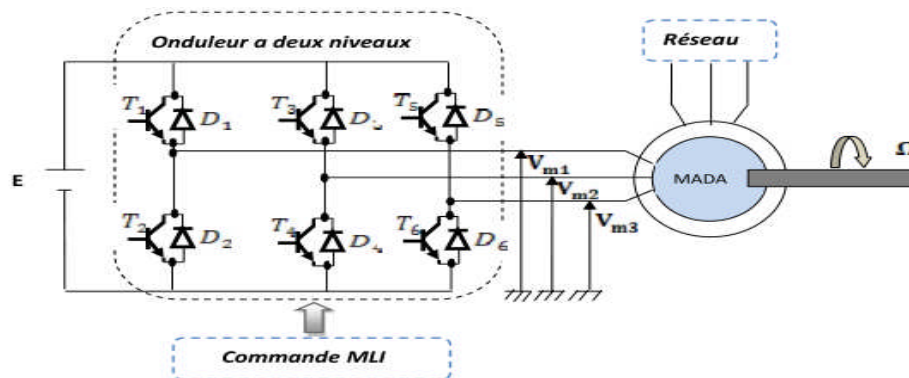 Onduleur a deux niveaux
Réseau
T1
D1
T3
T5
D5
Vm1
Vm2
Vm3
MADA
Ω
E
T2
D2
T4
D4
T6
D6
Commande MLI